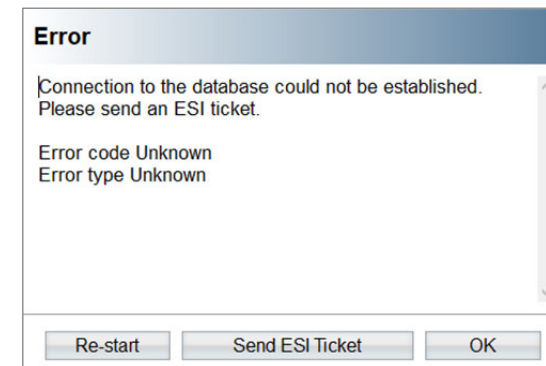 Error
Connection to the database could not be established.
Please send an ESI ticket.
Error code Unknown
Error type Unknown
Re-start
Send ESI Ticket
OK